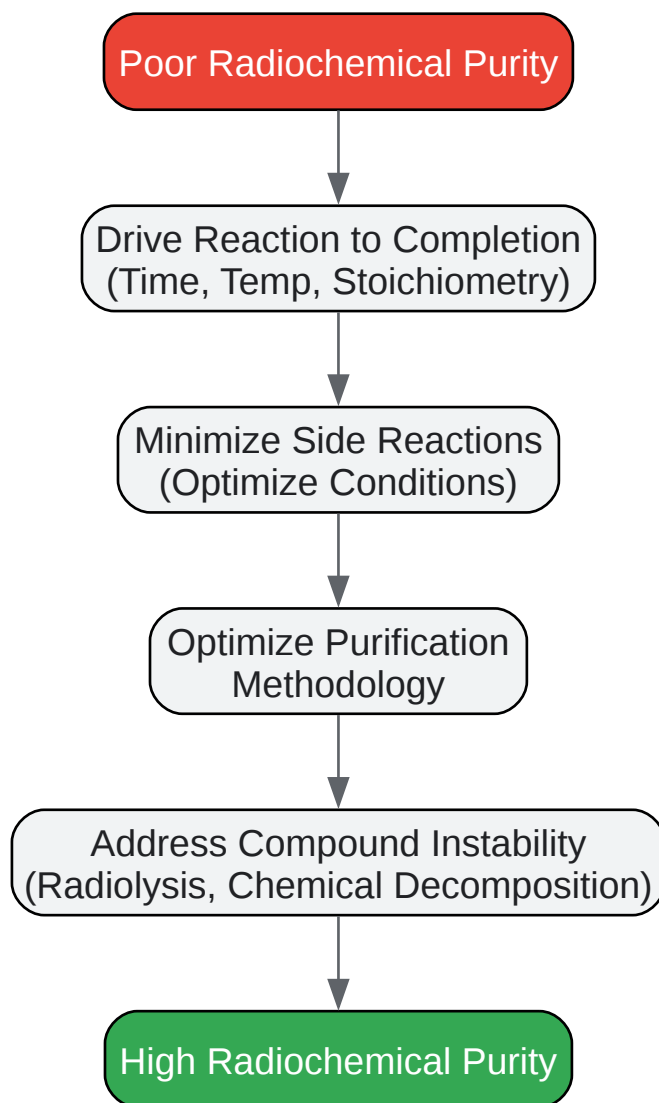 Poor Radiochemical Purity
Drive Reaction to Completion
(Time, Temp, Stoichiometry)
Minimize Side Reactions
(Optimize Conditions)
Optimize Purification
Methodology
Address Compound Instability
(Radiolysis, Chemical Decomposition)
High Radiochemical Purity